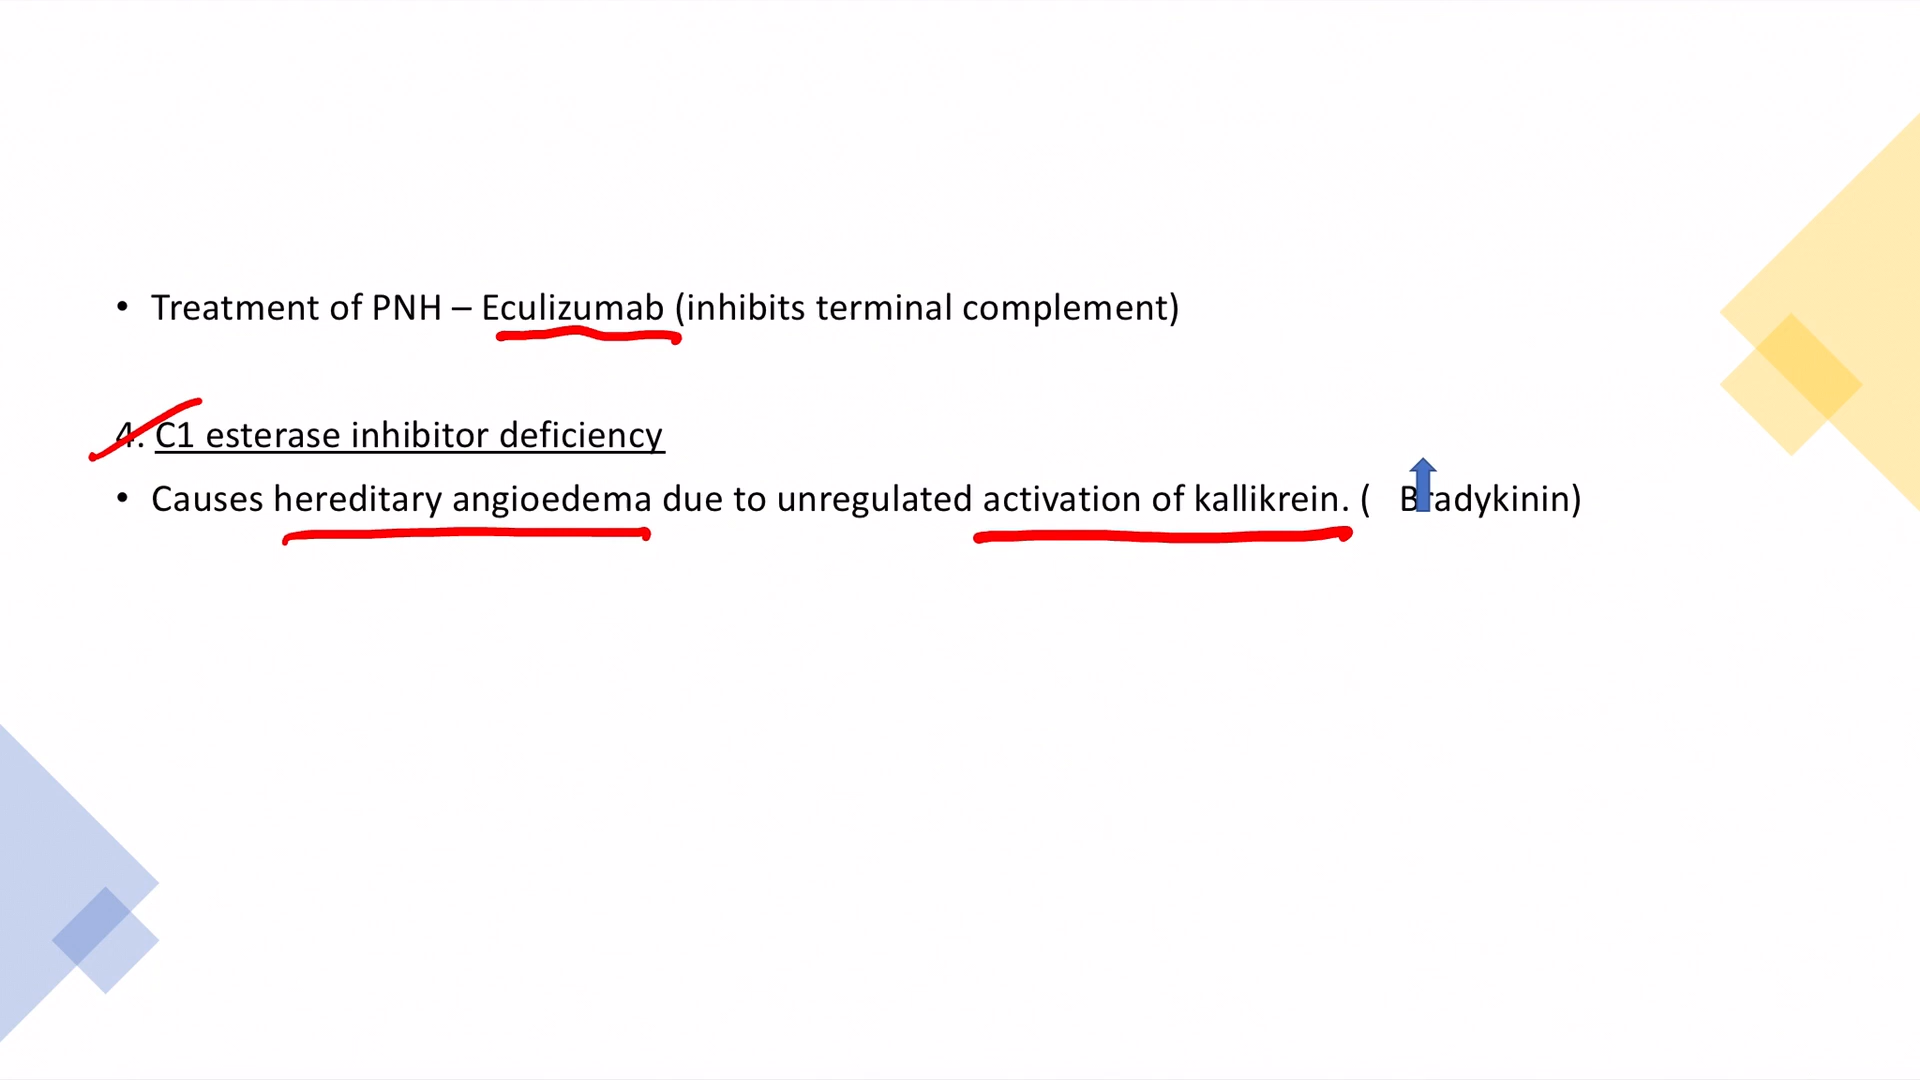 • Treatment of PNH – Eculizumab (inhibits terminal complement)
4. C1 esterase inhibitor deficiency
• Causes hereditary angioedema due to unregulated activation of kallikrein. ( Bradykinin)